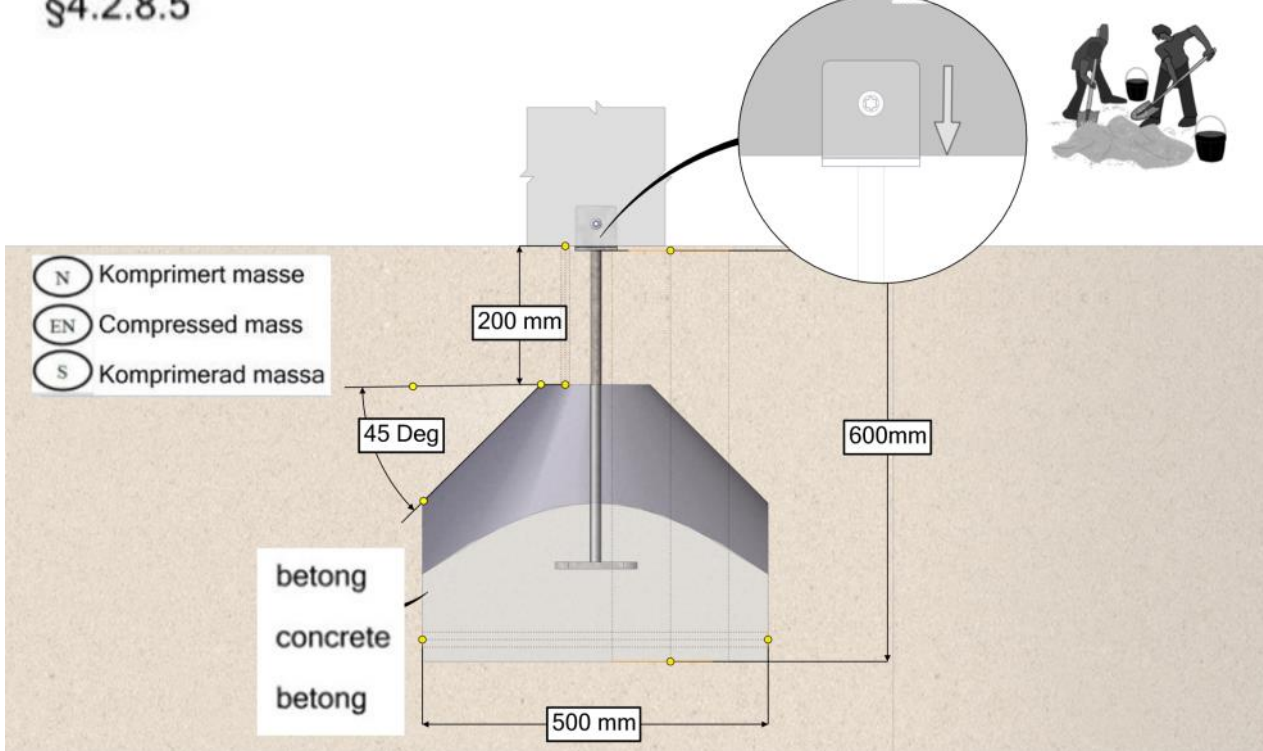 §4.2.8.5
N Komprimert masse
EN Compressed mass
S Komprimerad massa
200 mm
45 Deg
600mm
betong
concrete
betong
500 mm